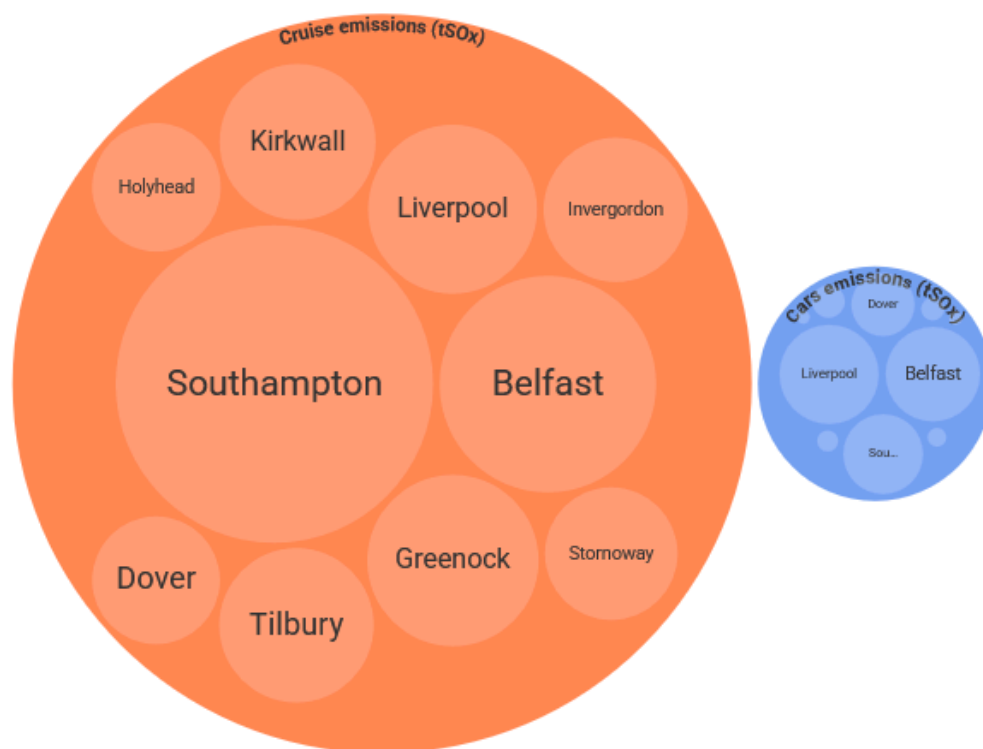 Cruise emissions (tSOx)
Kirkwall
Holyhead
Liverpool
Invergordon
Southampton
Belfast
Greenock
Stornoway
Dover
Tilbury
Cars emissions (tSOx)
Dover
Liverpool
Belfast
Sou...